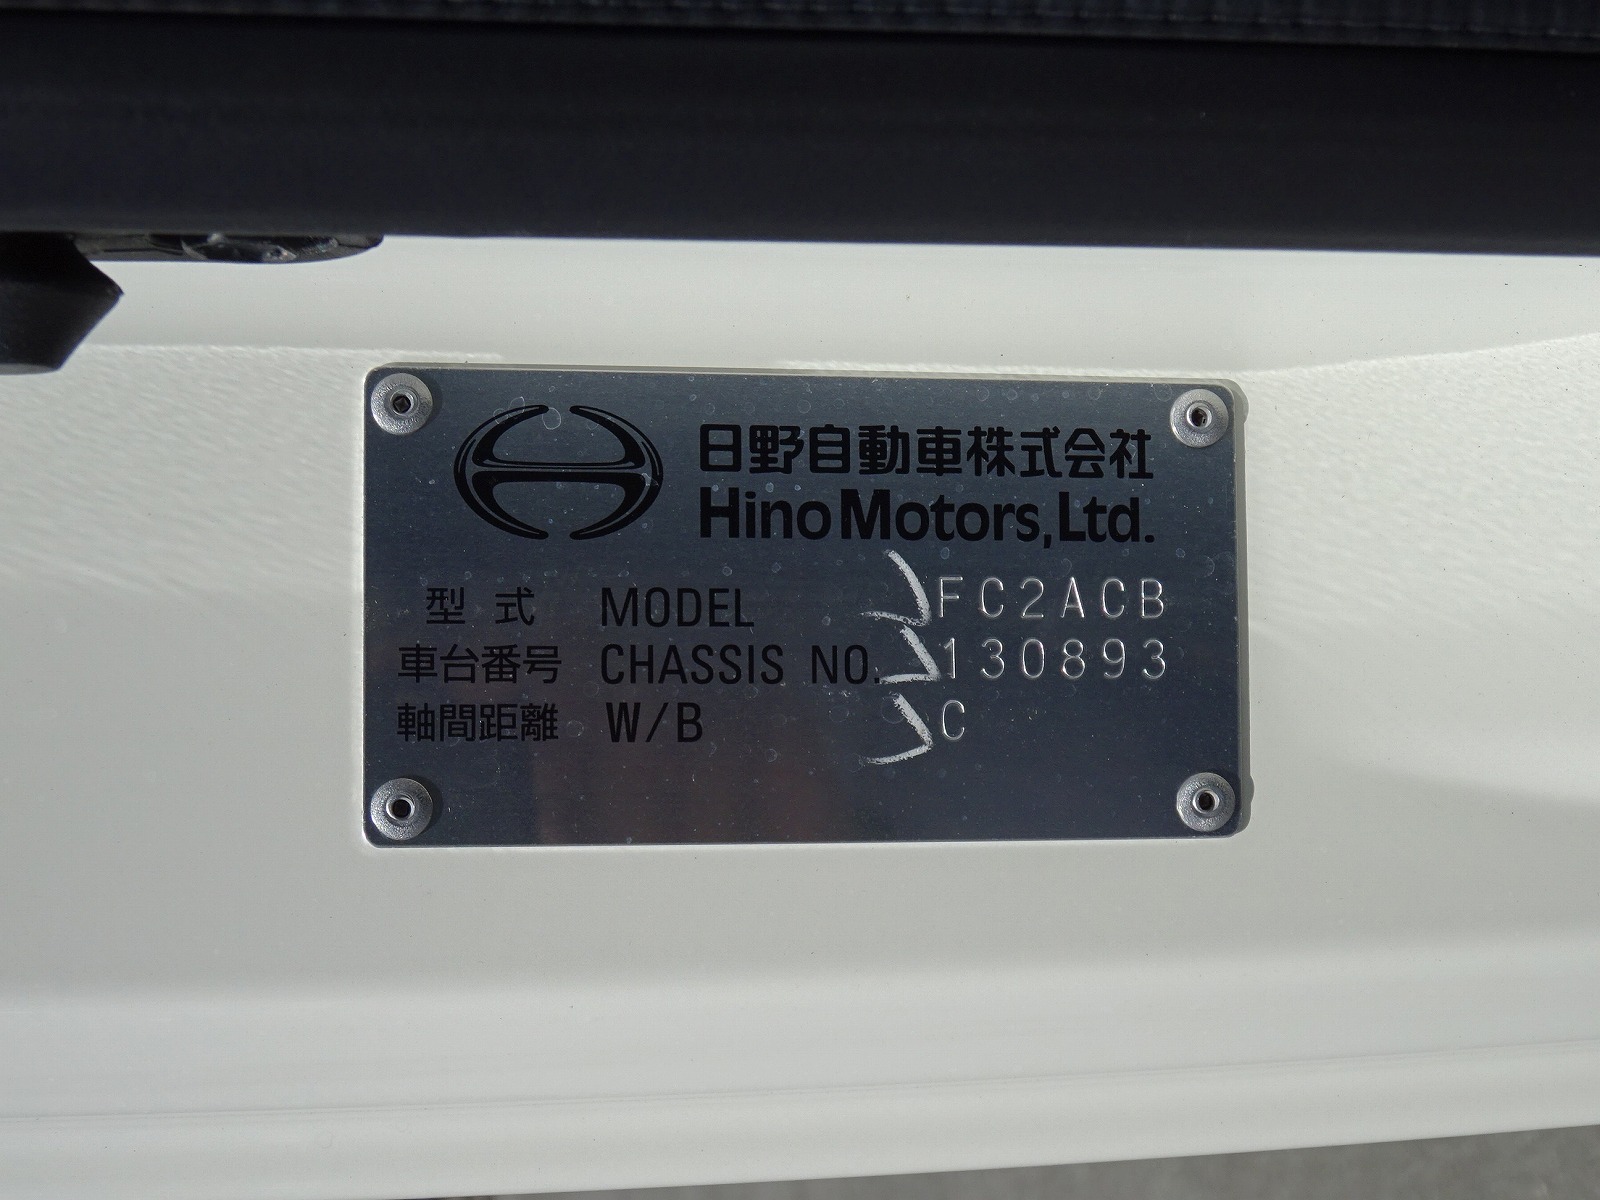 日野自動車株式会社
Hino Motors, Ltd.
型式 MODEL FC2ACB
車台番号 CHASSIS NO. 130893
軸間距離 W/B C